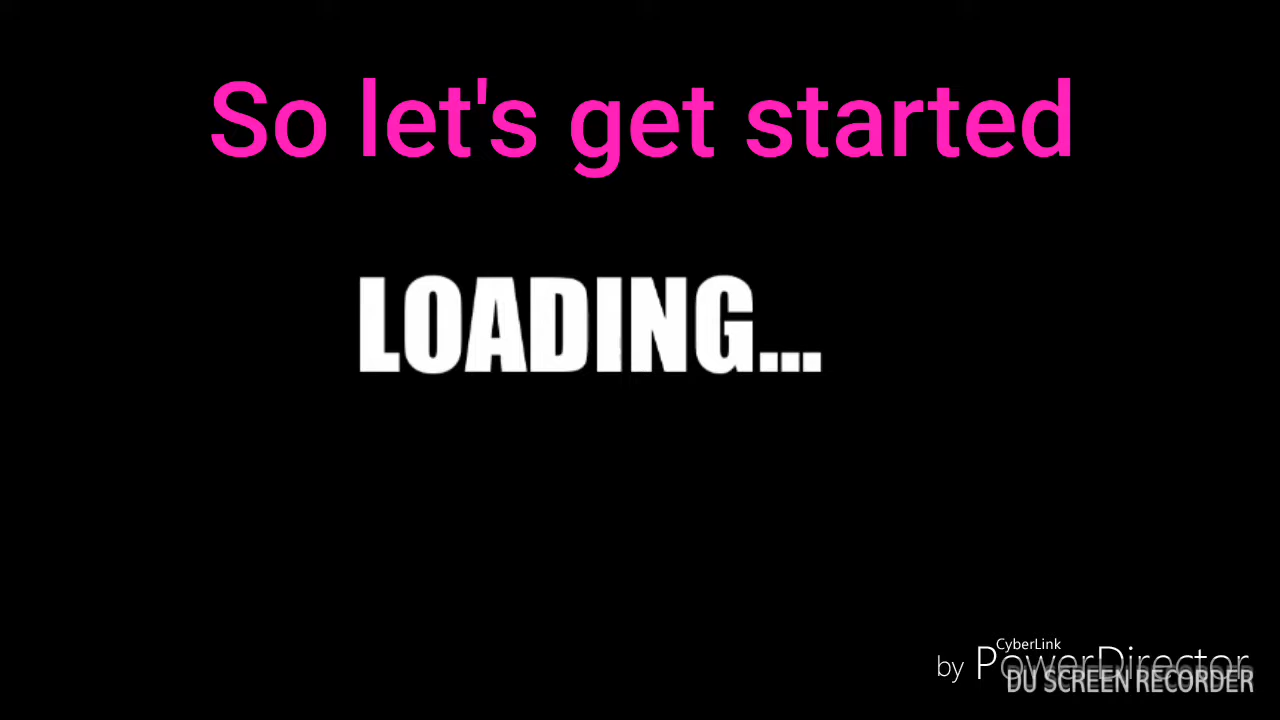 So let's get started
LOADING...
CyberLink
by PowerDirector
DU SCREEN RECORDER